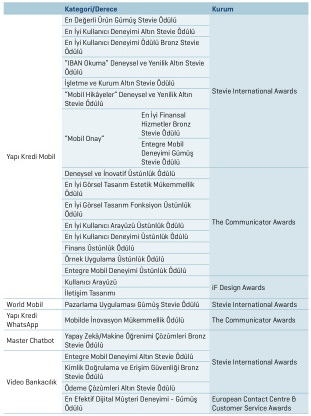 Kategori/Derece
Kurum
Yapı Kredi Mobil
En Değerli Ürün Gümüş Stevie Ödülü
En İyi Kullanıcı Deneyimi Altın Stevie Ödülü
En İyi Kullanıcı Deneyimi Ödülü Bronz Stevie
Ödülü
"IBAN Okuma" Deneysel ve Yenilik Altın Stevie
Ödülü
İşletme ve Kurum Altın Stevie Ödülü
"Mobil Hikâyeler" Deneysel ve Yenilik Altın
Stevie Ödülü
"Mobil Onay"
En İyi Finansal
Hizmetler Bronz
Stevie Ödülü
Entegre Mobil
Deneyimi Gümüş
Stevie Ödülü
Stevie International Awards
Deneysel ve İnovatif Üstünlük Ödülü
En İyi Görsel Tasarım Estetik Mükemmellik
Ödülü
En İyi Görsel Tasarım Fonksiyon Üstünlük
Ödülü
En İyi Kullanıcı Arayüzü Üstünlük Ödülü
En İyi Kullanıcı Deneyimi Üstünlük Ödülü
Finans Üstünlük Ödülü
Örnek Uygulama Üstünlük Ödülü
Entegre Mobil Deneyimi Üstünlük Ödülü
The Communicator Awards
Kullanıcı Arayüzü
İletişim Tasarımı
iF Design Awards
World Mobil
Pazarlama Uygulaması Gümüş Stevie Ödülü
Stevie International Awards
Yapı Kredi
WhatsApp
Mobilde İnovasyon Mükemmellik Ödülü
The Communicator Awards
Master Chatbot
Yapay Zekâ/Makine Öğrenimi Çözümleri Bronz
Stevie Ödülü
Video Bankacılık
Entegre Mobil Deneyimi Altın Stevie Ödülü
Kimlik Doğrulama ve Erişim Güvenliği Bronz
Stevie Ödülü
Ödeme Çözümleri Altın Stevie Ödülü
Stevie International Awards
En Efektif Dijital Müşteri Deneyimi - Gümüş
Ödülü
European Contact Centre &
Customer Service Awards